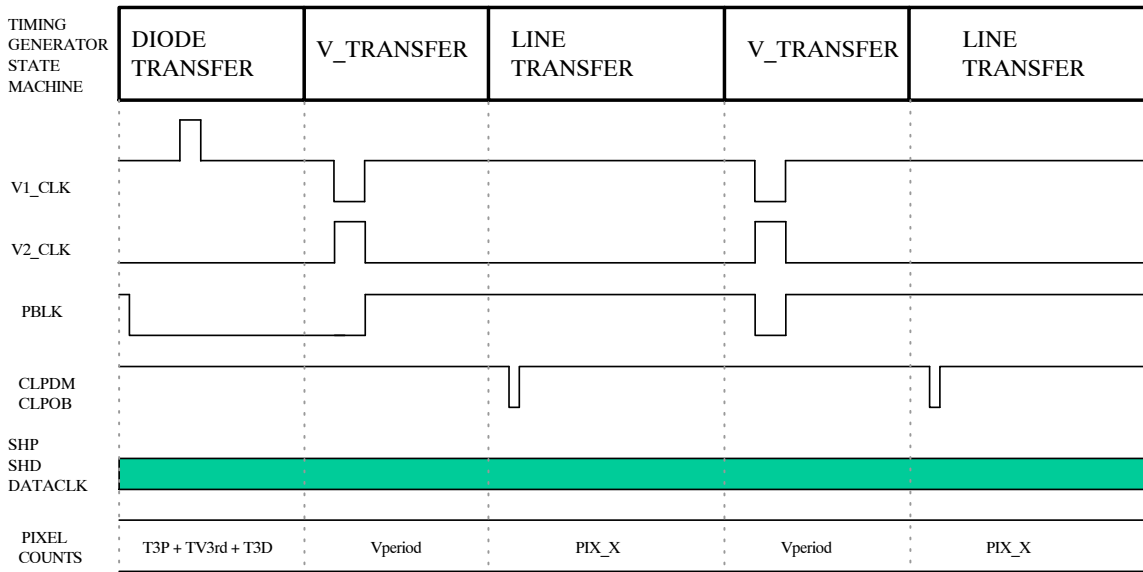 TIMING
GENERATOR
STATE
MACHINE
DIODE
TRANSFER
V_TRANSFER
LINE
TRANSFER
V_TRANSFER
LINE
TRANSFER
V1_CLK
V2_CLK
PBLK
CLPDM
CLPOB
SHP
SHD
DATACLK
PIXEL
COUNTS
T3P + TV3rd + T3D
Vperiod
PIX_X
Vperiod
PIX_X